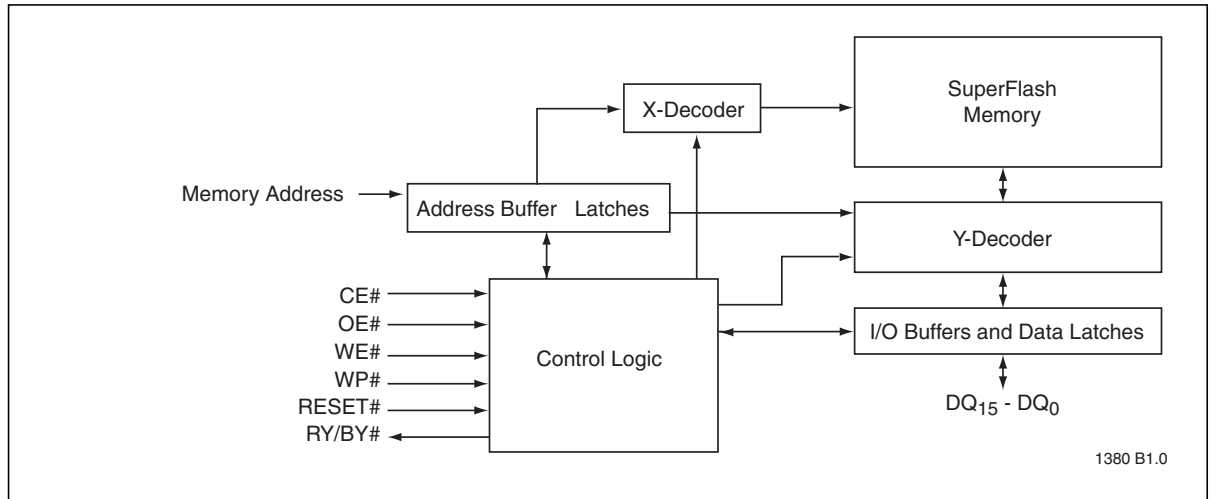 SuperFlash
Memory
X-Decoder
Memory Address
Address Buffer Latches
Y-Decoder
CE#
OE#
WE#
WP#
RESET#
RY/BY#
Control Logic
I/O Buffers and Data Latches
DQ15 - DQ0
1380 B1.0